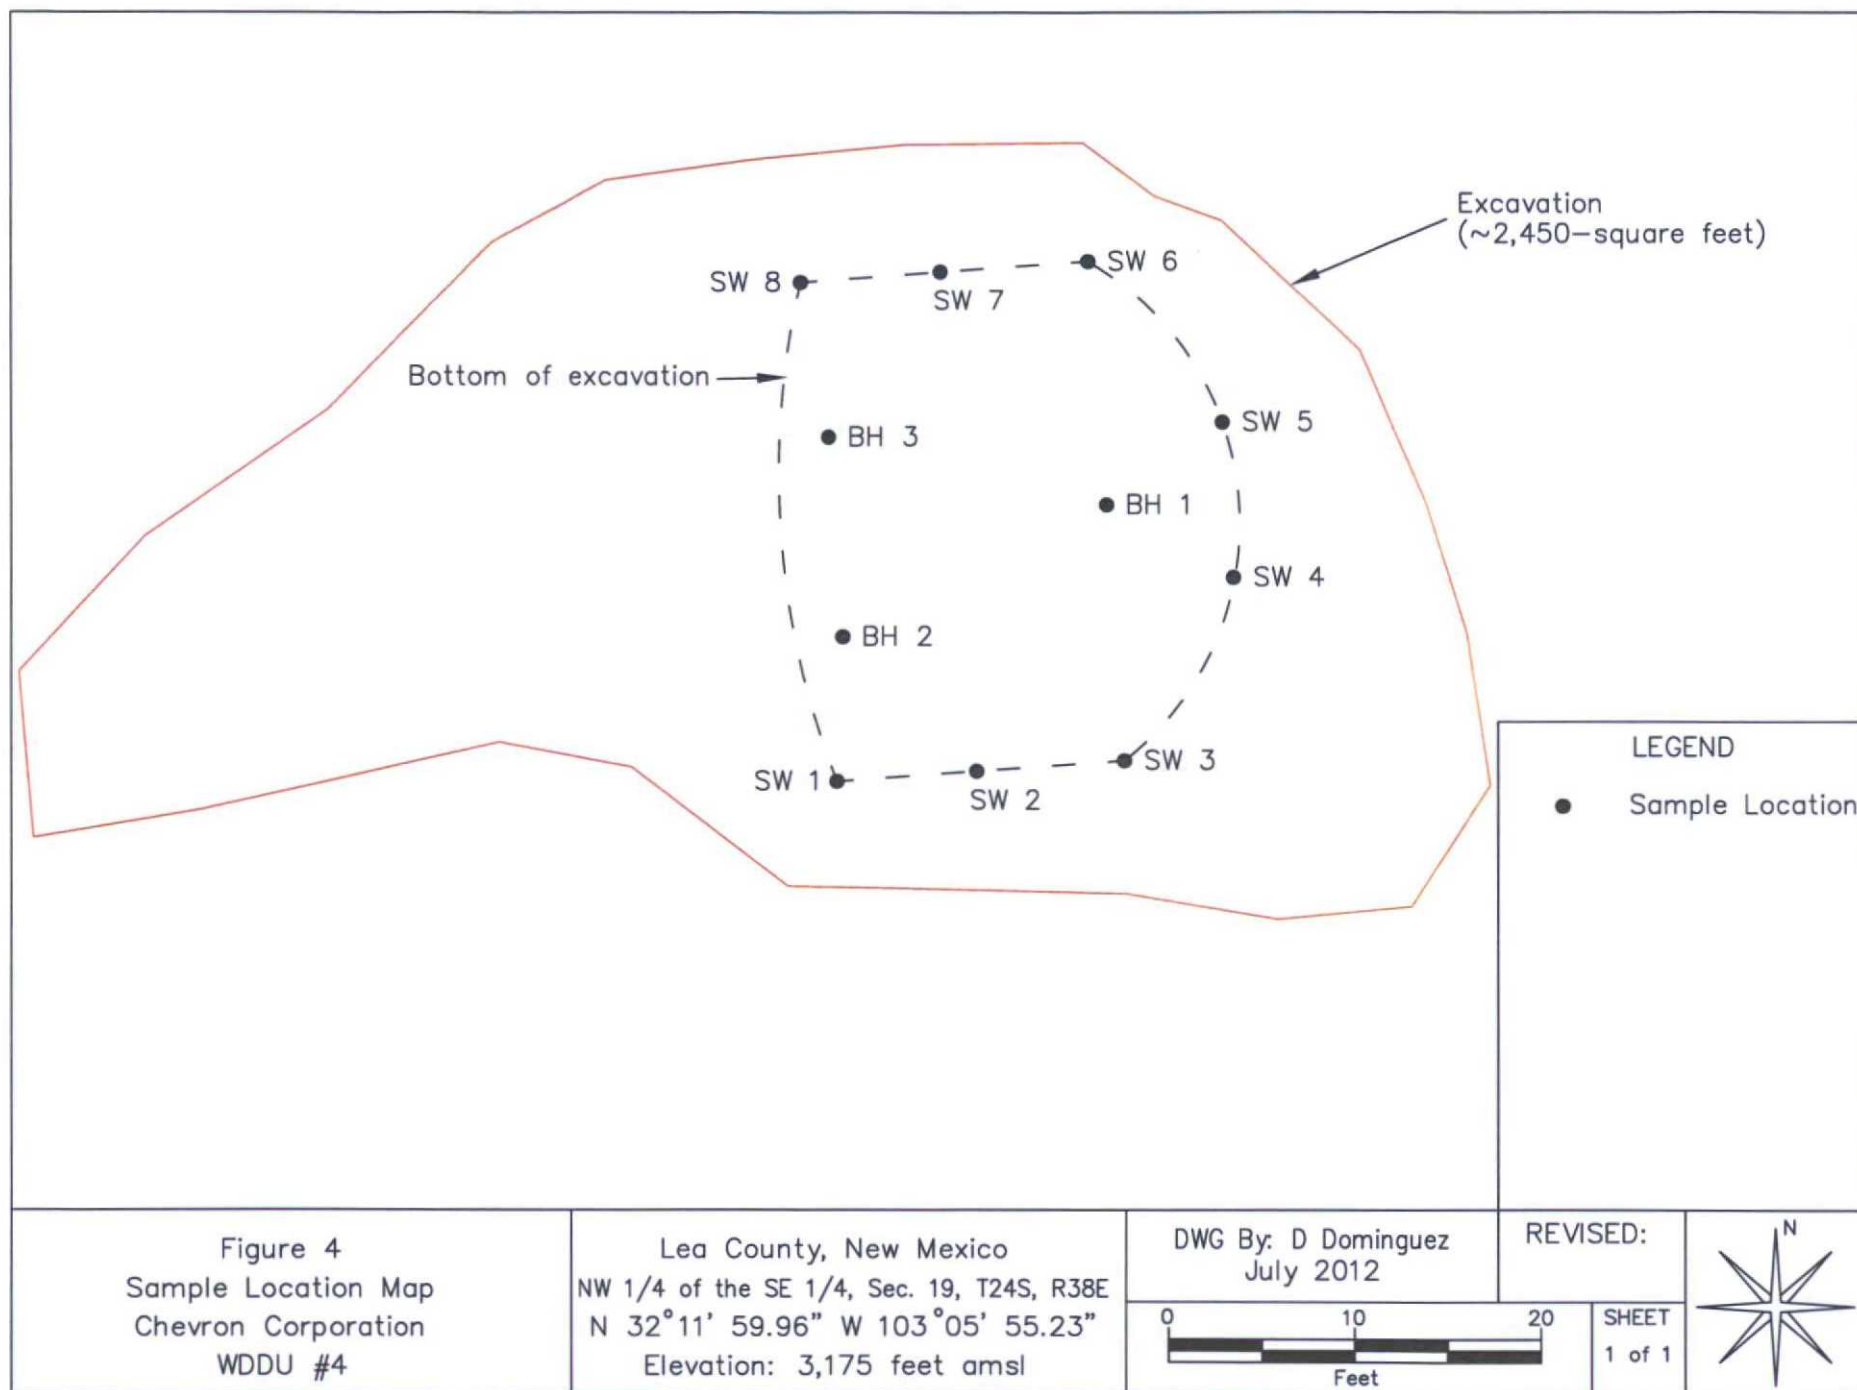 Excavation
(~2,450-square feet)
SW 8
SW 7
SW 6
Bottom of excavation
SW 5
BH 3
BH 1
SW 4
BH 2
SW 1
SW 2
SW 3
LEGEND
Sample Location
Figure 4
Sample Location Map
Chevron Corporation
WDDU #4
Lea County, New Mexico
NW 1/4 of the SE 1/4, Sec. 19, T24S, R38E
N 32°11' 59.96" W 103°05' 55.23"
Elevation: 3,175 feet amsl
DWG By: D Dominguez
July 2012
REVISED:
0 10 20
Feet
SHEET
1 of 1
N